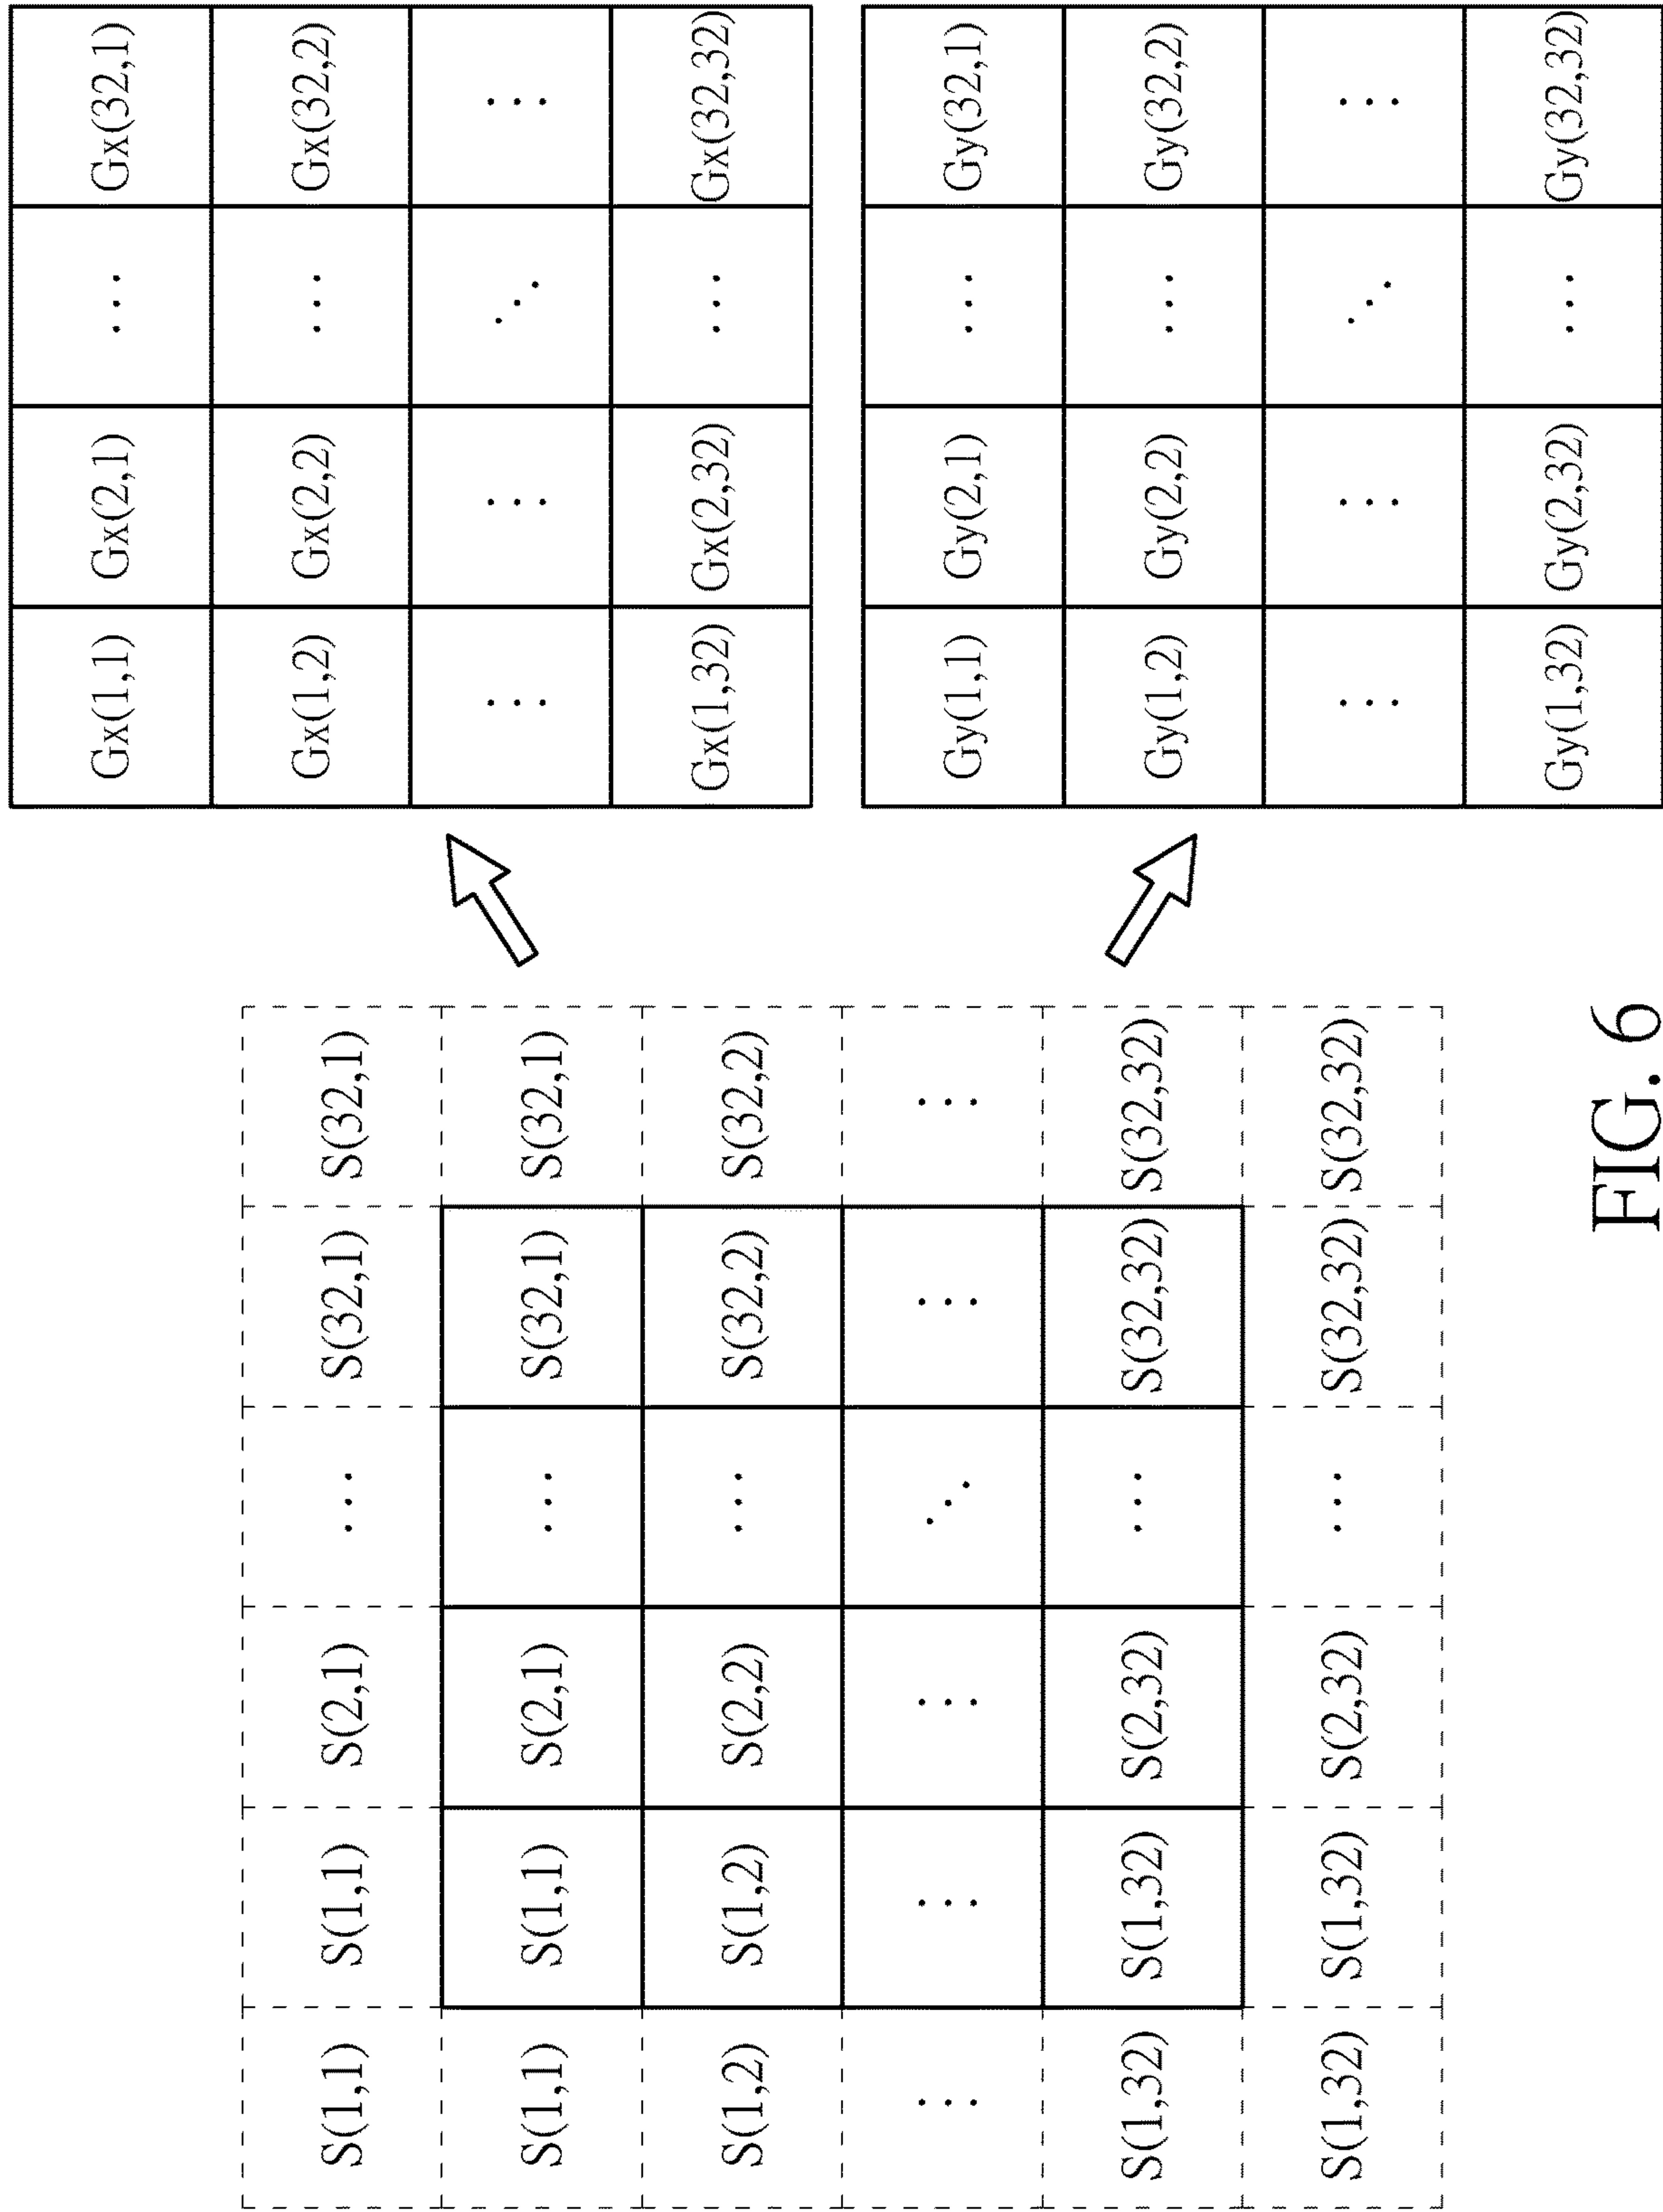 S(1,1) S(1,1) S(2,1) ⋯ S(32,1) S(32,1)
S(1,1) S(1,1) S(2,1) ⋯ S(32,1) S(32,1)
S(1,2) S(1,2) S(2,2) ⋯ S(32,2) S(32,2)
⋮ ⋮ ⋮ ⋱ ⋮ ⋮
S(1,32) S(1,32) S(2,32) ⋯ S(32,32) S(32,32)
S(1,32) S(1,32) S(2,32) ⋯ S(32,32) S(32,32)
Gx(1,1) Gx(2,1) ⋯ Gx(32,1)
Gx(1,2) Gx(2,2) ⋯ Gx(32,2)
⋮ ⋮ ⋱ ⋮
Gx(1,32) Gx(2,32) ⋯ Gx(32,32)
Gy(1,1) Gy(2,1) ⋯ Gy(32,1)
Gy(1,2) Gy(2,2) ⋯ Gy(32,2)
⋮ ⋮ ⋱ ⋮
Gy(1,32) Gy(2,32) ⋯ Gy(32,32)
FIG. 6